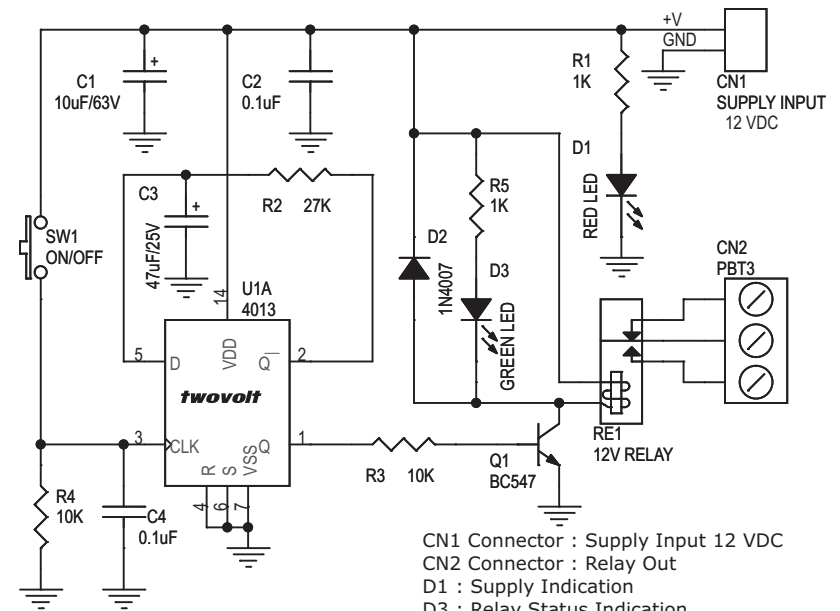 +V
GND
CN1
SUPPLY INPUT
12 VDC
C1
10uF/63V
+
C2
0.1uF
R1
1K
D1
RED LED
C3
+
47uF/25V
R2 27K
R5
1K
D2
1N4007
D3
GREEN LED
CN2
PBT3
SW1
ON/OFF
U1A
4013
14
5
D
VDD
Q|
2
twovolt
3
CLK
Q
1
R
S
VSS
4
6
7
R3 10K
Q1
BC547
RE1
12V RELAY
R4
10K
C4
0.1uF
CN1 Connector : Supply Input 12 VDC
CN2 Connector : Relay Out
D1 : Supply Indication
D3 : Relay Status Indication